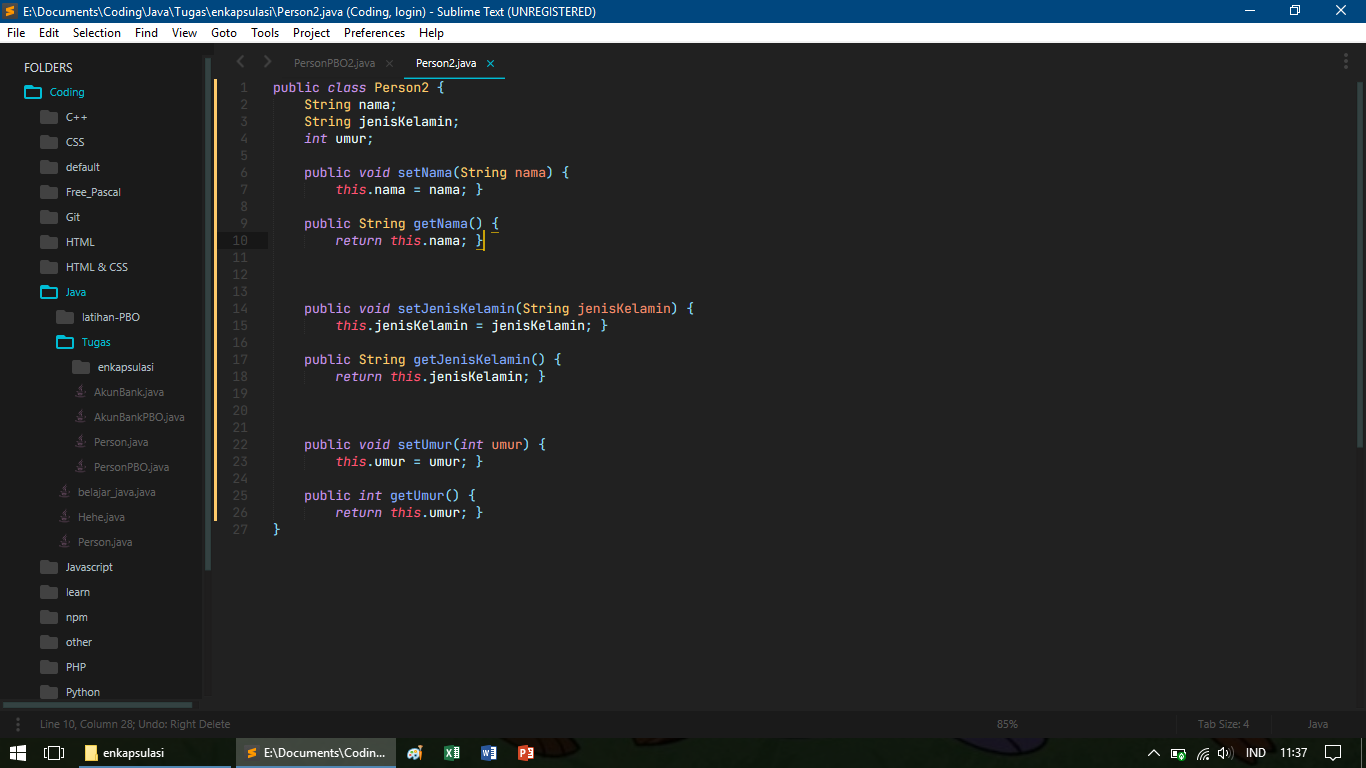 E:\Documents\Coding\Java\Tugas\enkapsulasi\Person2.java (Coding, login) - Sublime Text (UNREGISTERED)
File Edit Selection Find View Goto Tools Project Preferences Help
FOLDERS
Coding
C++
CSS
default
Free_Pascal
Git
HTML
HTML & CSS
Java
latihan-PBO
Tugas
enkapsulasi
AkunBank.java
AkunBankPBO.java
Person.java
PersonPBO.java
belajar_java.java
Hehe.java
Person.java
Javascript
learn
npm
other
PHP
Python
PersonPBO2.java × Person2.java ×
1 public class Person2 {
2 String nama;
3 String jenisKelamin;
4 int umur;
5
6 public void setNama(String nama) {
7 this.nama = nama; }
8
9 public String getNama() {
10 return this.nama; }
11
12
13
14 public void setJenisKelamin(String jenisKelamin) {
15 this.jenisKelamin = jenisKelamin; }
16
17 public String getJenisKelamin() {
18 return this.jenisKelamin; }
19
20
21
22 public void setUmur(int umur) {
23 this.umur = umur; }
24
25 public int getUmur() {
26 return this.umur; }
27 }
Line 10, Column 28; Undo: Right Delete 85% Tab Size: 4 Java
enkapsulasi E:\Documents\Codin... IND 11:37